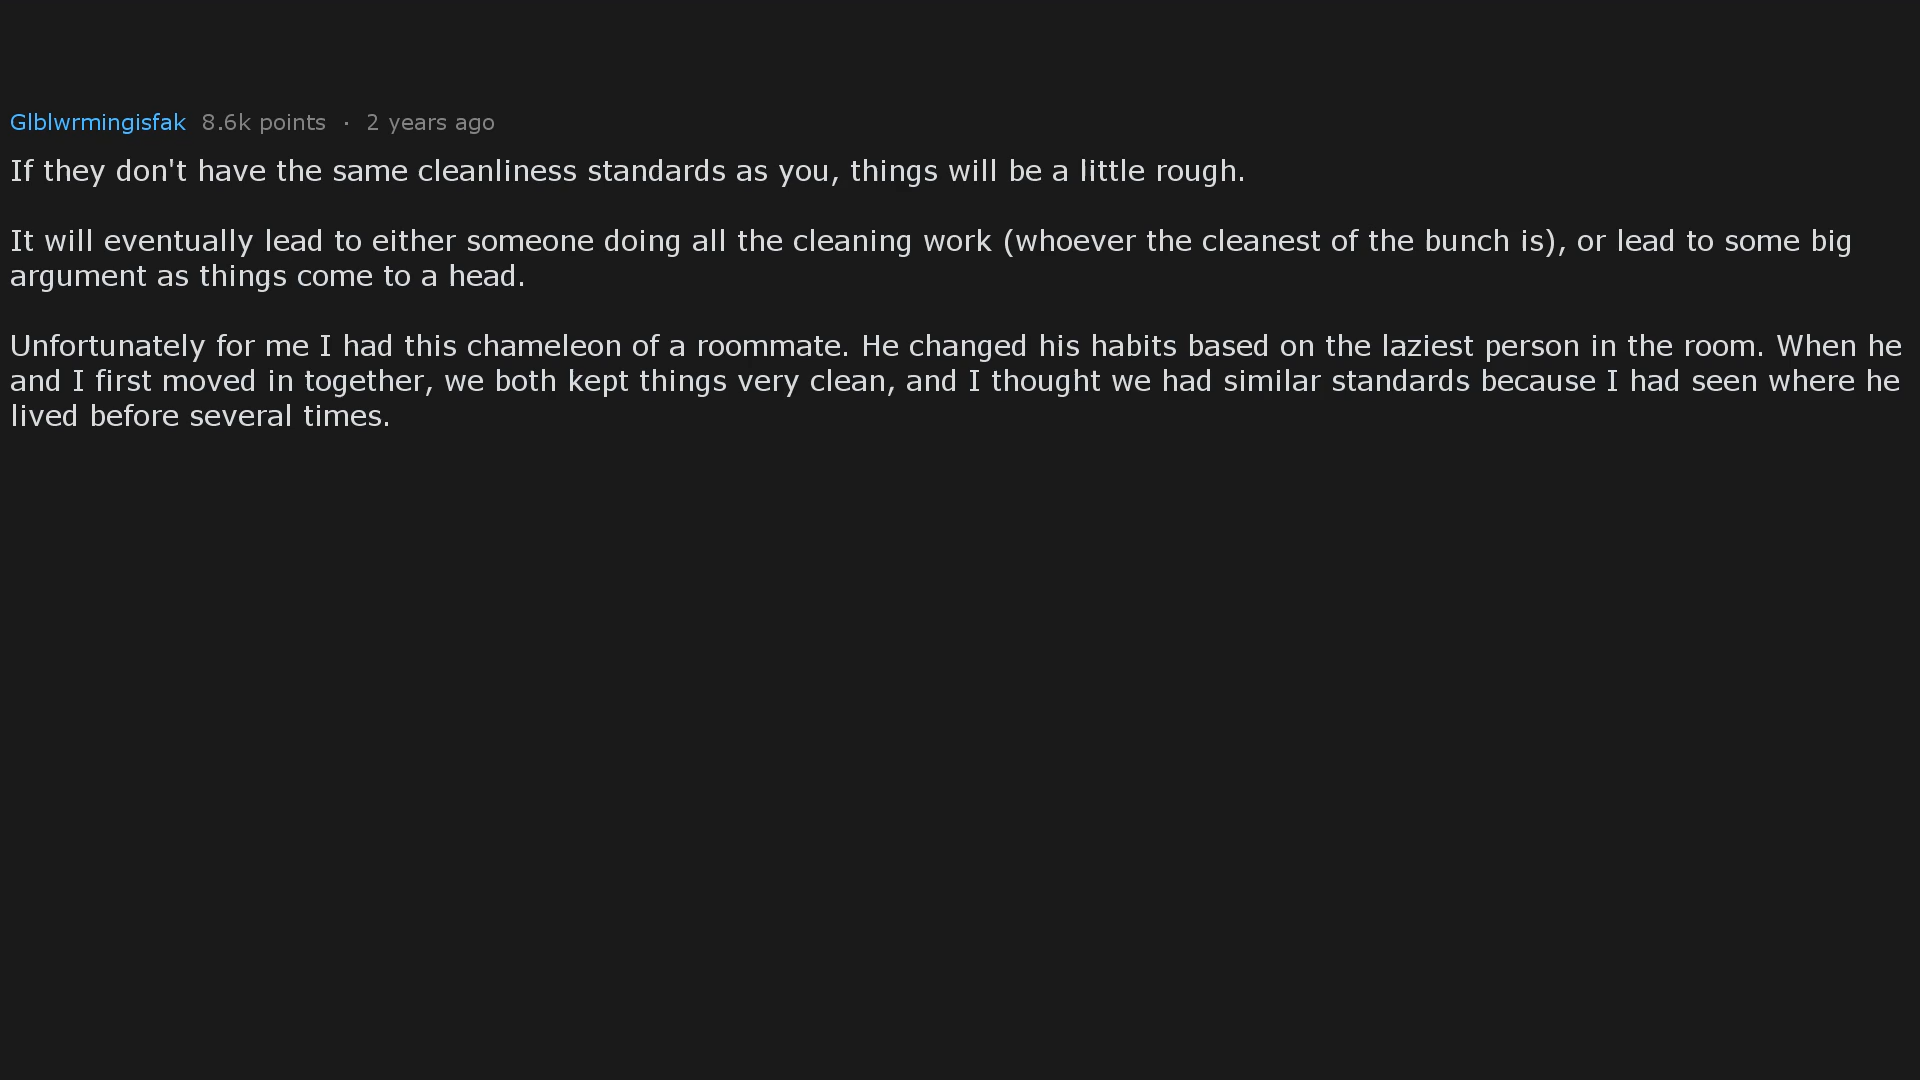 Glblwrmingisfak 8.6k points · 2 years ago
If they don't have the same cleanliness standards as you, things will be a little rough.
It will eventually lead to either someone doing all the cleaning work (whoever the cleanest of the bunch is), or lead to some big
argument as things come to a head.
Unfortunately for me I had this chameleon of a roommate. He changed his habits based on the laziest person in the room. When he
and I first moved in together, we both kept things very clean, and I thought we had similar standards because I had seen where he
lived before several times.